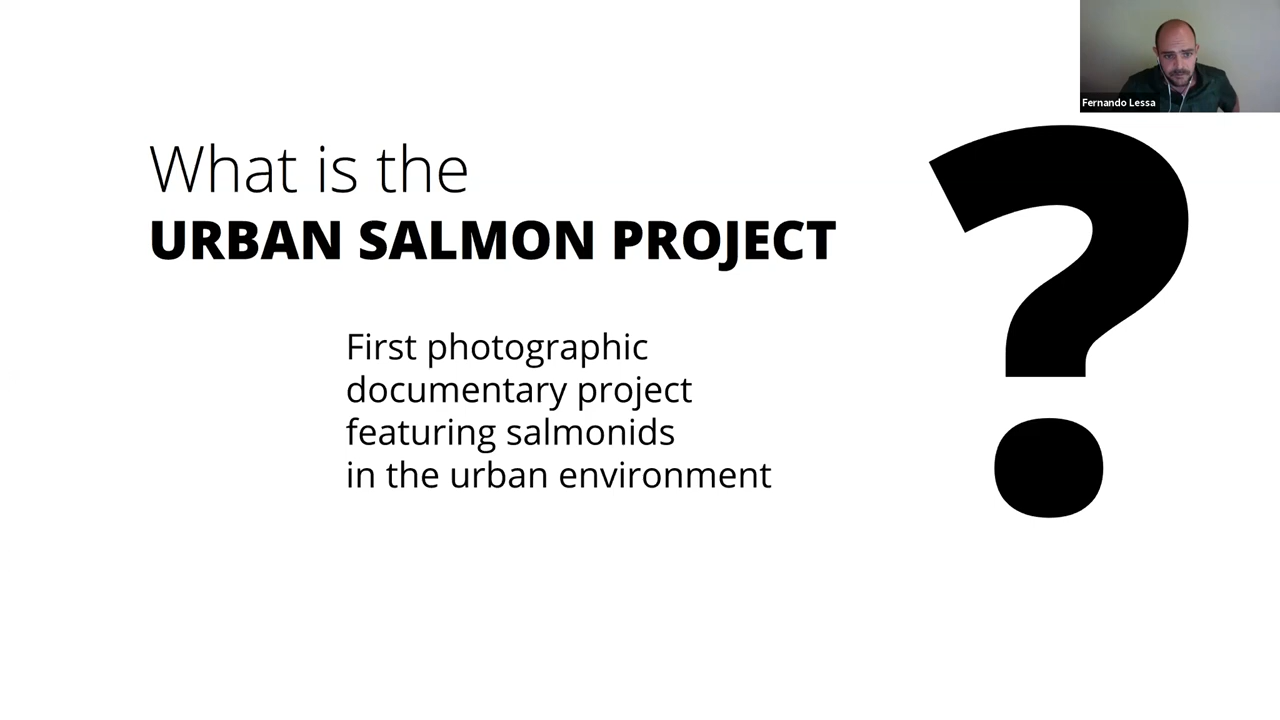 Fernando Lessa
What is the
URBAN SALMON PROJECT
?
First photographic
documentary project
featuring salmonids
in the urban environment